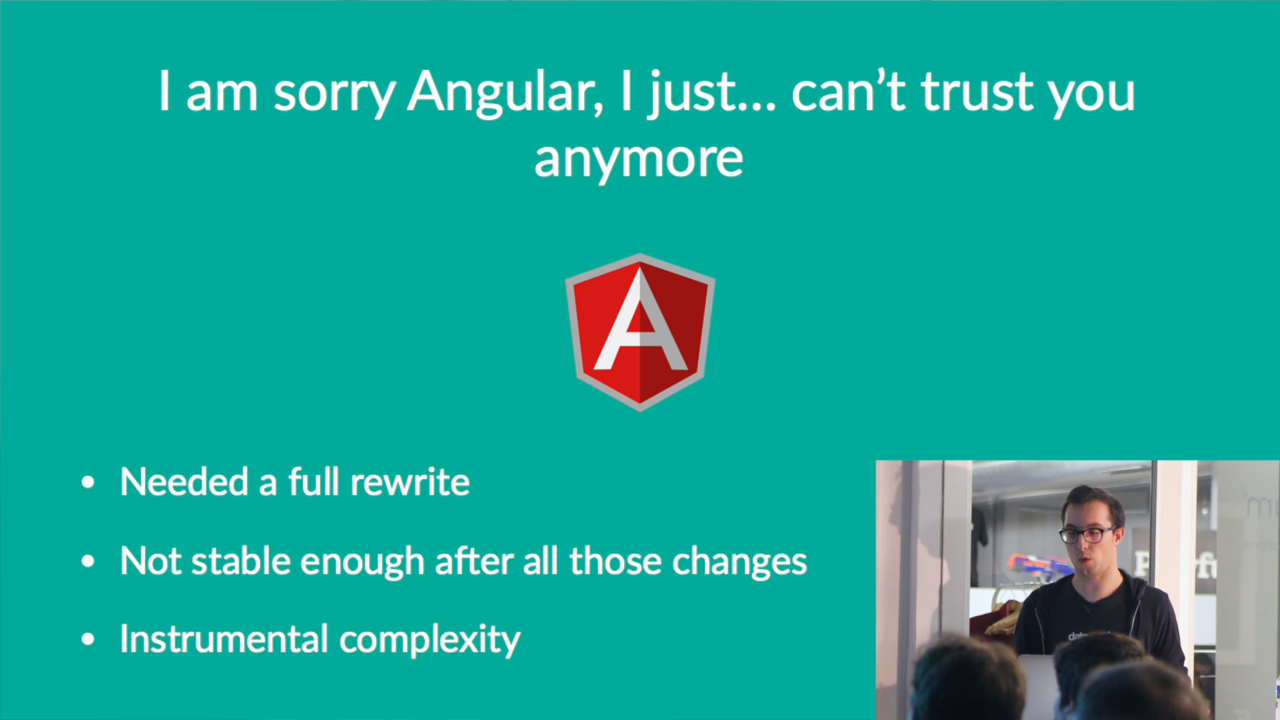 I am sorry Angular, I just... can’t trust you
anymore
A
• Needed a full rewrite
• Not stable enough after all those changes
• Instrumental complexity